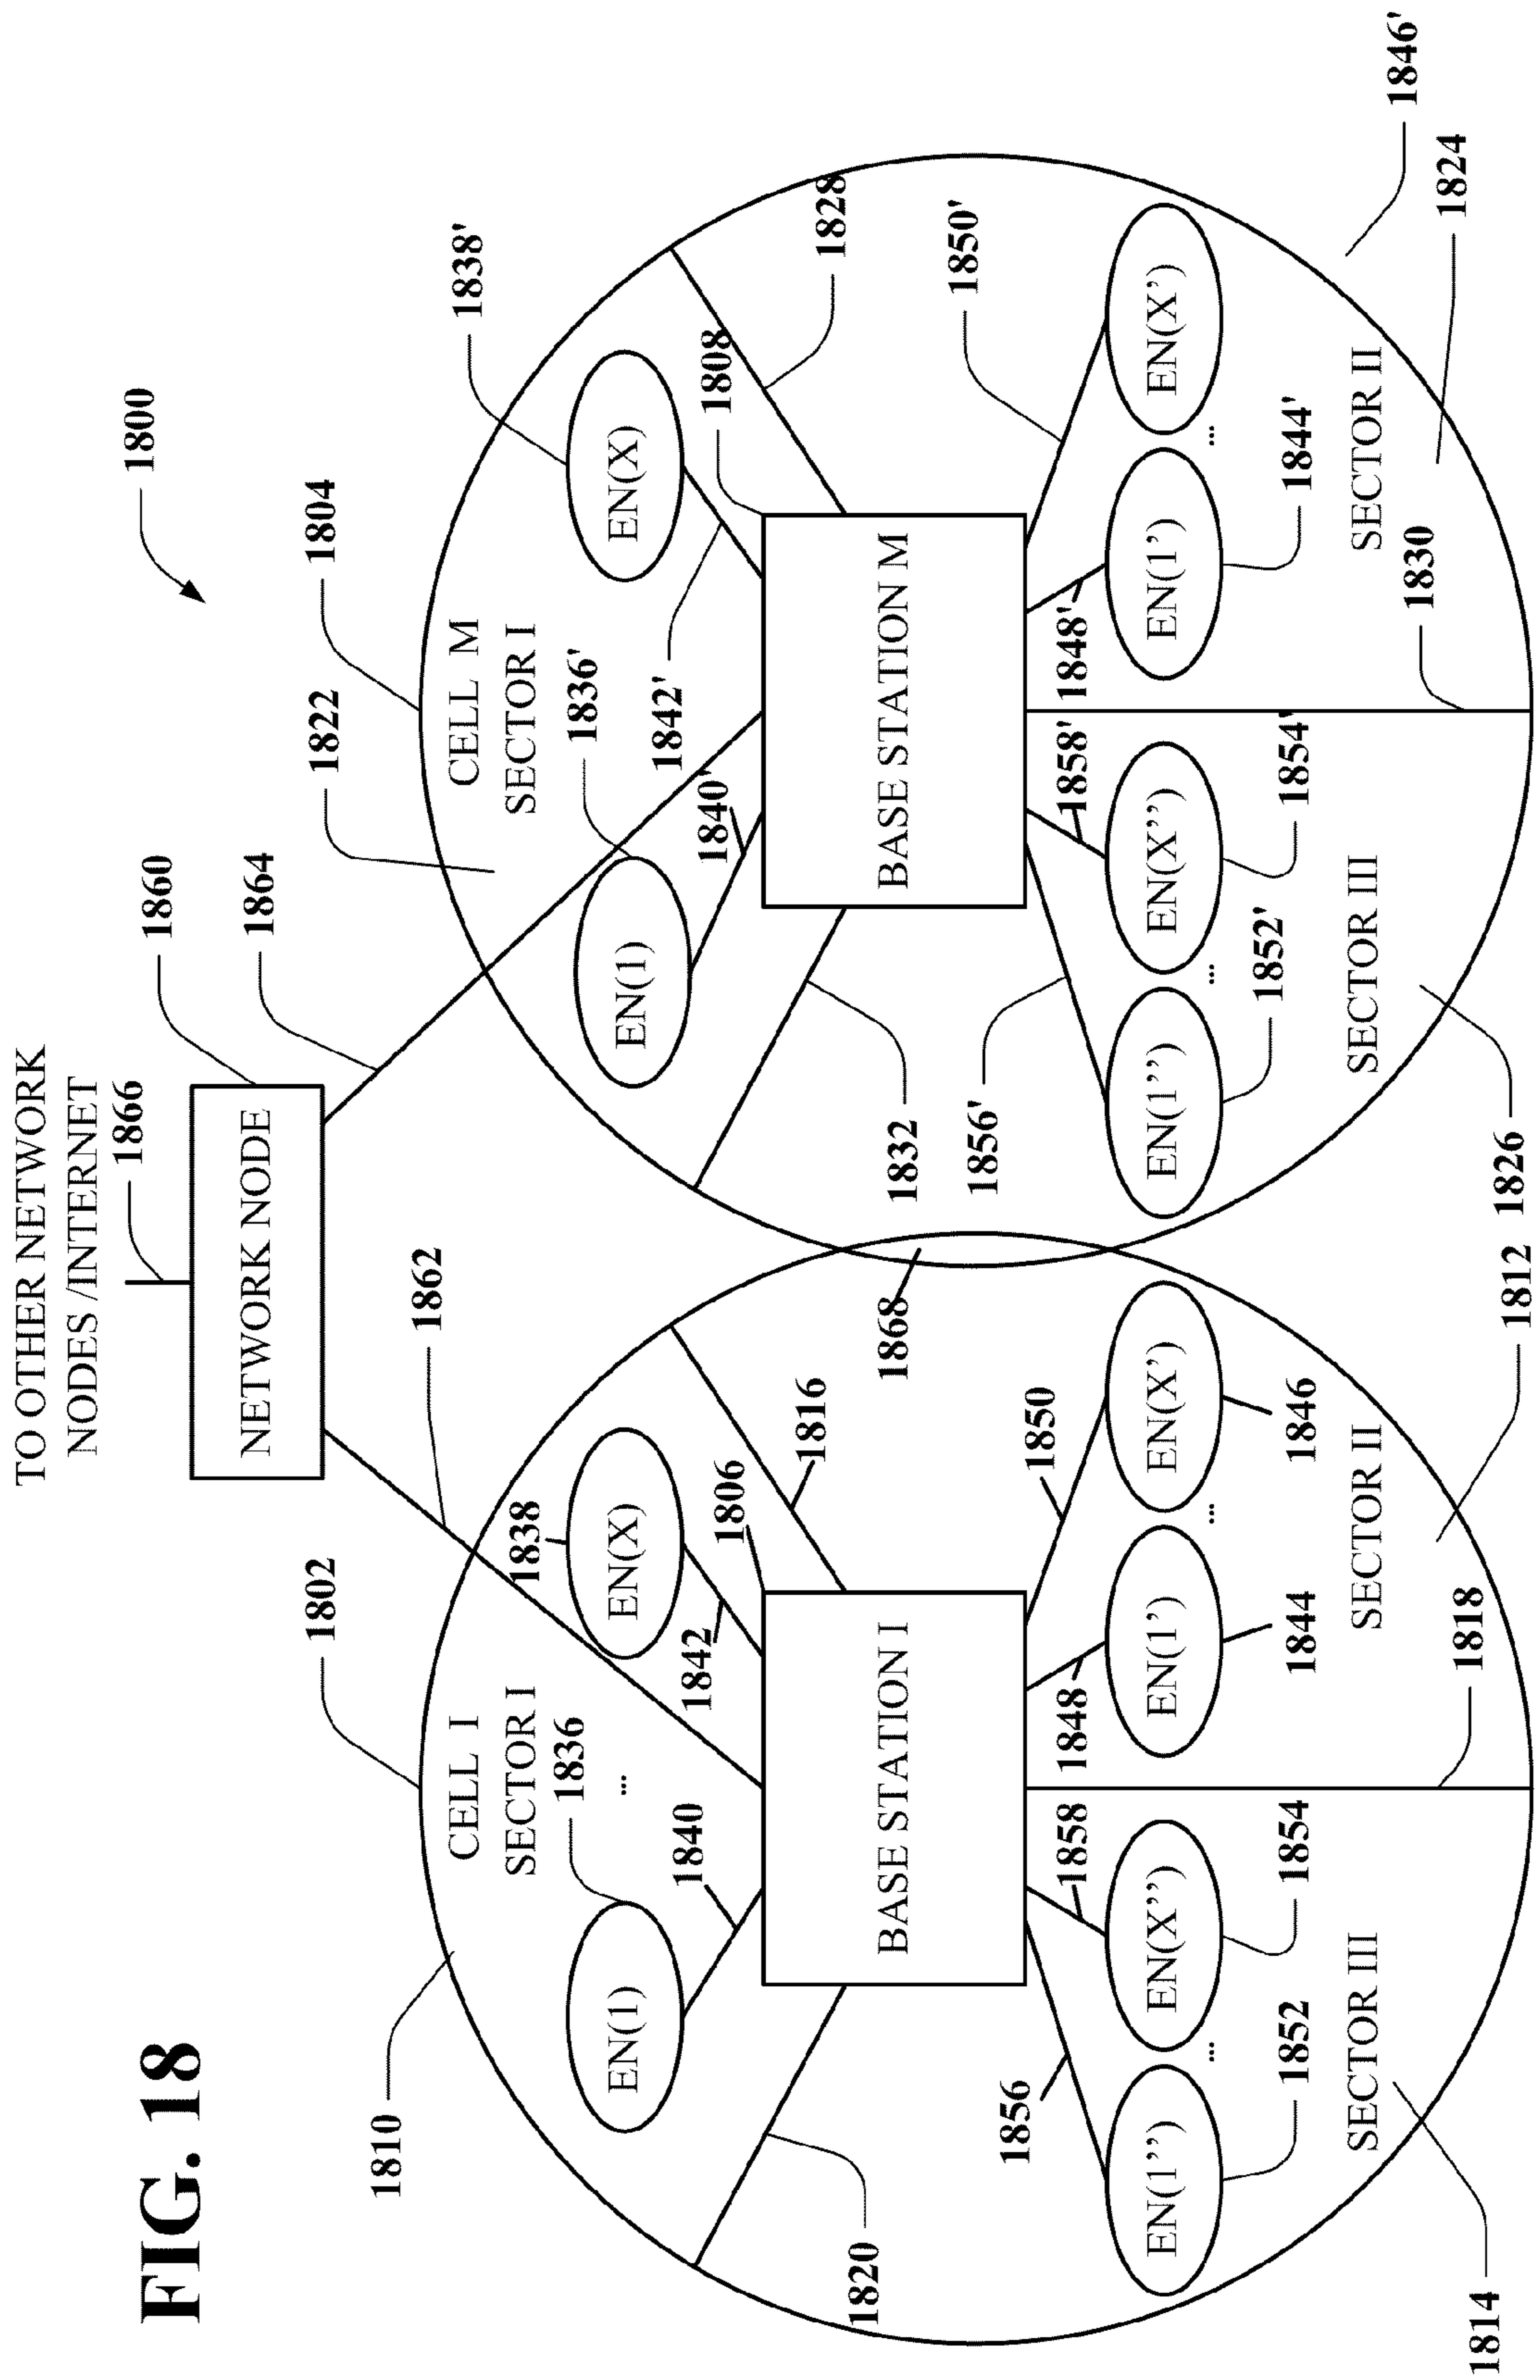 FIG. 18
1800
TO OTHER NETWORK
NODES /INTERNET
1866
NETWORK NODE
1860
1862
1864
1802
1804
1810
1822
CELL I
SECTOR I
CELL M
SECTOR I
1836
...
1838
1836'
1838'
EN(1)
EN(X)
EN(1)
EN(X)
1840
1842
1840'
1842'
1806
1808
1820
1816
1832
1828
BASE STATION I
BASE STATION M
1868
1856
1858
1848
1850
1856'
1858'
1848'
1850'
EN(1'')
...
EN(X'')
EN(1')
...
EN(X')
EN(1'')
...
EN(X'')
EN(1')
...
EN(X')
1852
1854
1844
1846
1852'
1854'
1844'
1846'
SECTOR III
SECTOR II
SECTOR III
SECTOR II
1818
1830
1814
1812
1826
1824